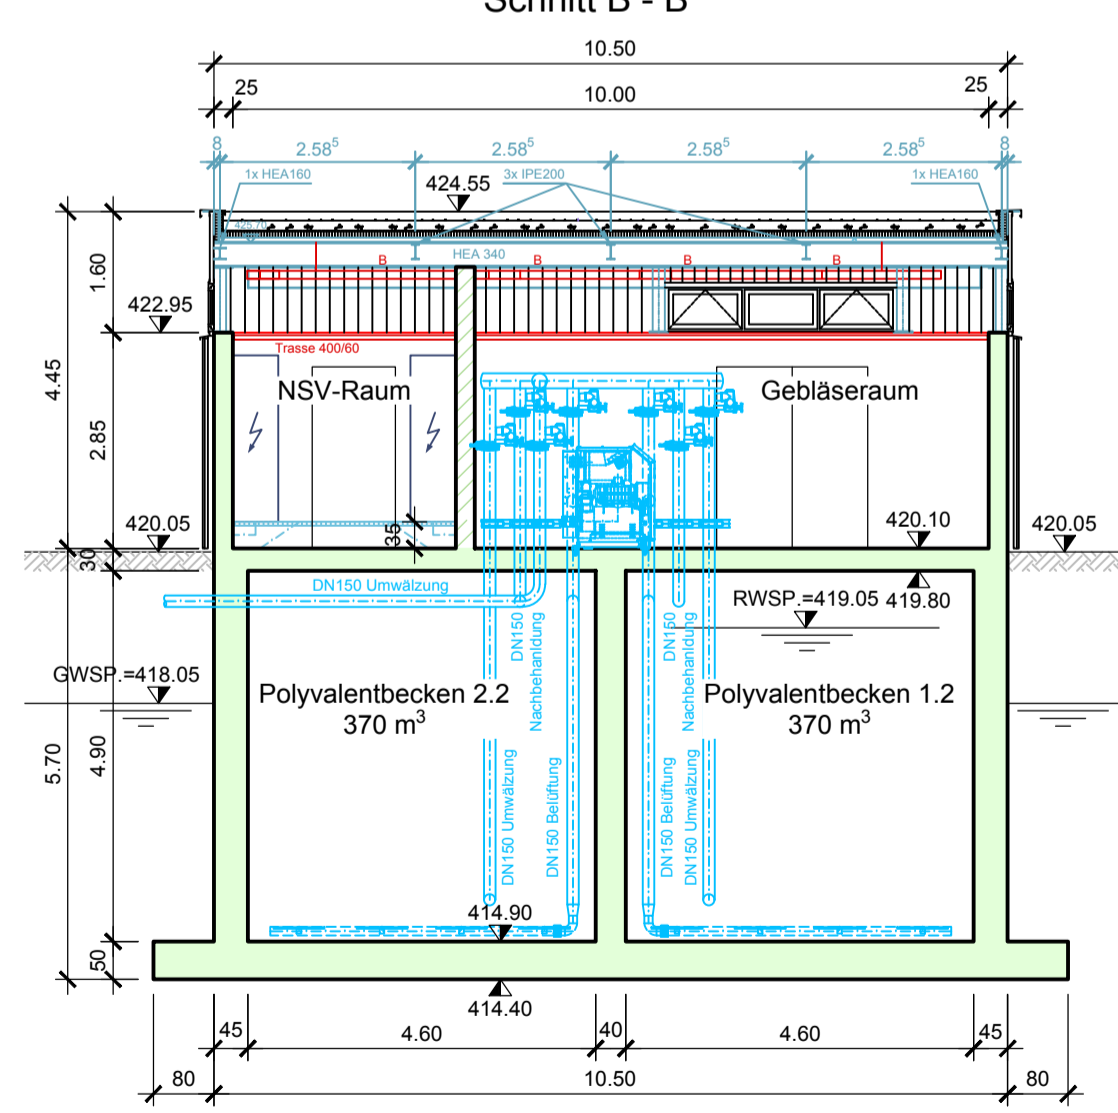 Schnitt B - B
10.50
25
10.00
25
8
2.58⁵
2.58⁵
2.58⁵
2.58⁵
8
1x HEA160
3x IPE200
1x HEA160
424.55
425.70
HEA 340
B
B
B
B
1.60
422.95
Trasse 400/60
NSV-Raum
Gebläseraum
4.45
2.85
35
420.05
420.10
420.05
30
DN150 Umwälzung
RWSP.=419.05
419.80
DN150
Nachbehanldung
DN150
Nachbehanldung
GWSP.=418.05
Polyvalentbecken 2.2
370 m³
Polyvalentbecken 1.2
370 m³
5.70
4.90
DN150 Umwälzung
DN150 Belüftung
DN150 Belüftung
DN150 Umwälzung
414.90
50
414.40
45
4.60
40
4.60
45
80
10.50
80